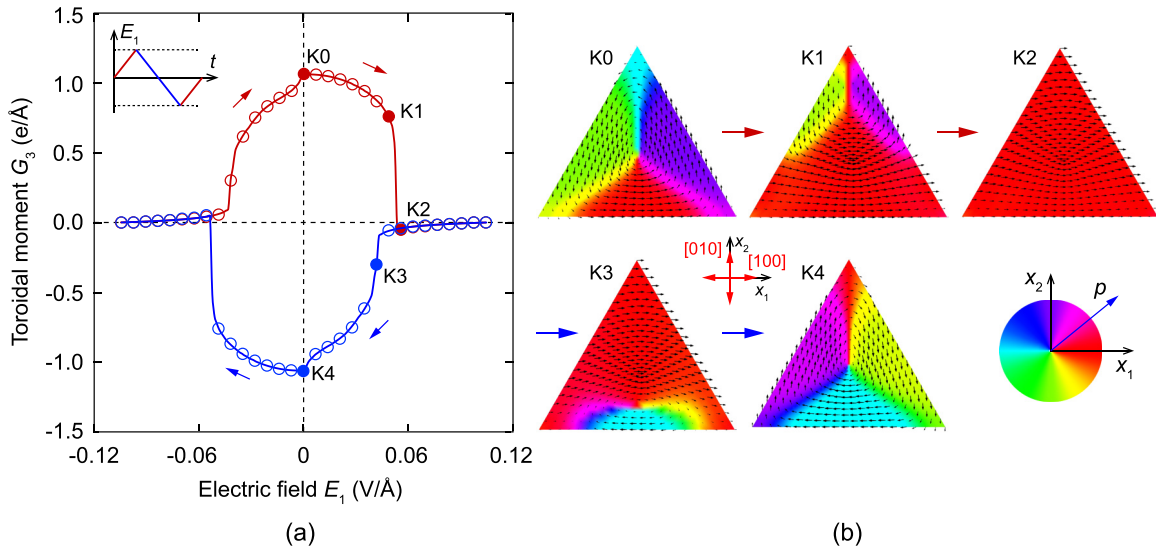 1.5
1.0
0.5
0.0
-0.5
-1.0
-1.5
Toroidal moment G3 (e/Å)
E1
t
K0
K1
K2
K3
K4
-0.12
-0.06
0
0.06
0.12
Electric field E1 (V/Å)
(a)
K0
K1
K2
K3
[010]
x2
[100]
x1
K4
x2
p
x1
(b)